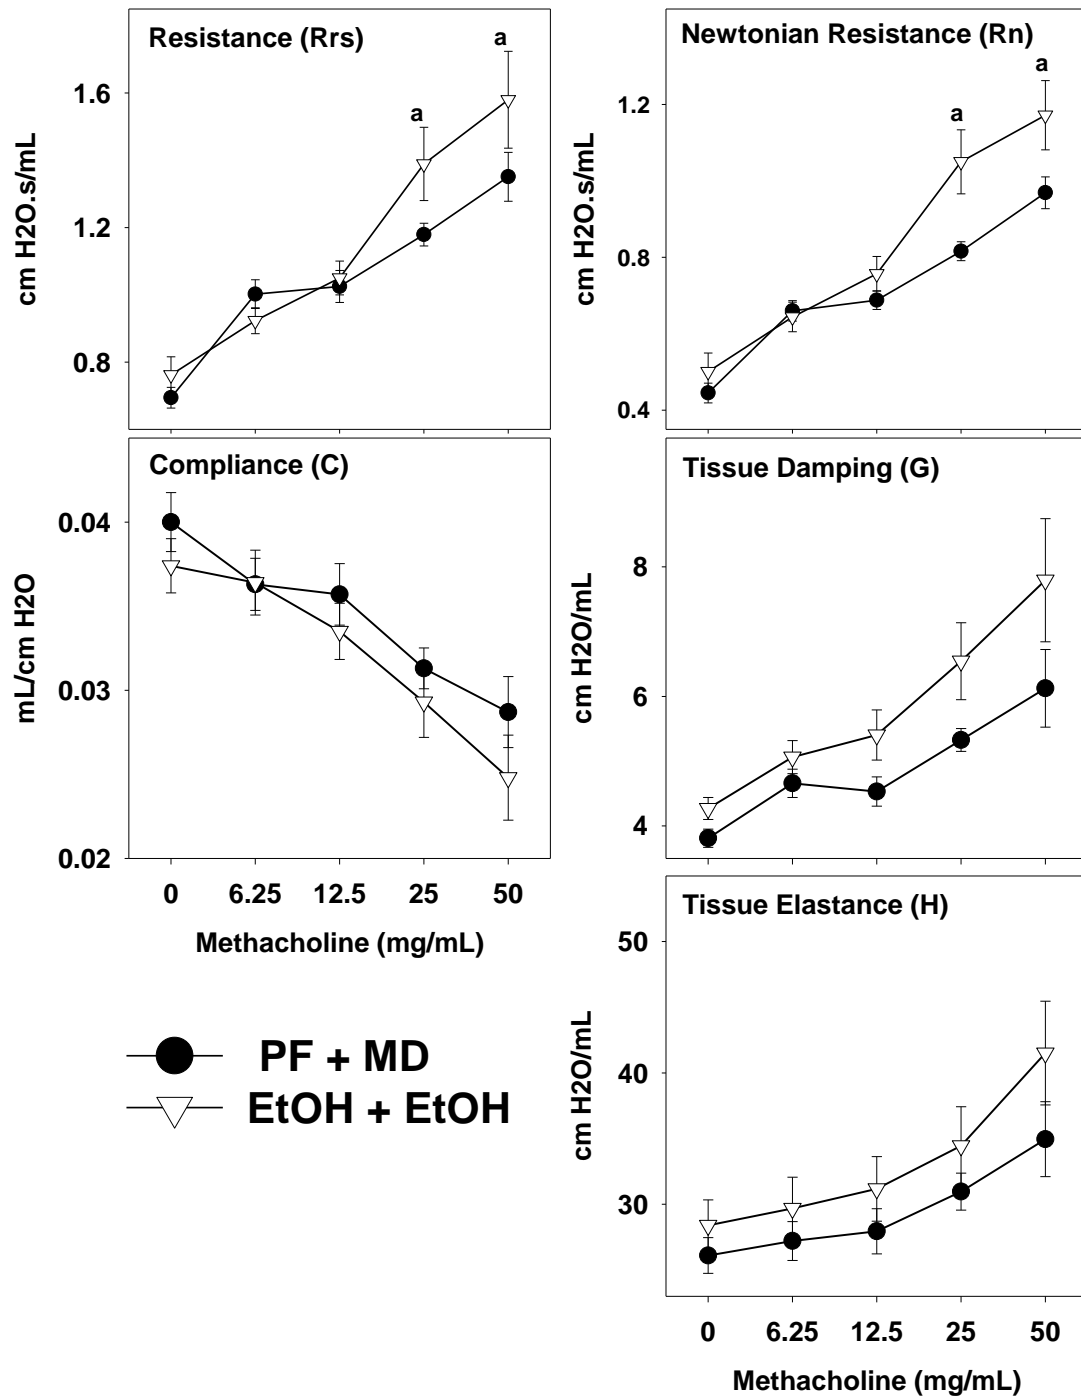 Resistance (Rrs)
a
a
1.6
1.2
0.8
cm H2O.s/mL
Newtonian Resistance (Rn)
a
a
1.2
0.8
0.4
cm H2O.s/mL
Compliance (C)
0.04
0.03
0.02
mL/cm H2O
0 6.25 12.5 25 50
Methacholine (mg/mL)
Tissue Damping (G)
8
6
4
cm H2O/mL
Tissue Elastance (H)
50
40
30
cm H2O/mL
0 6.25 12.5 25 50
Methacholine (mg/mL)
PF + MD
EtOH + EtOH